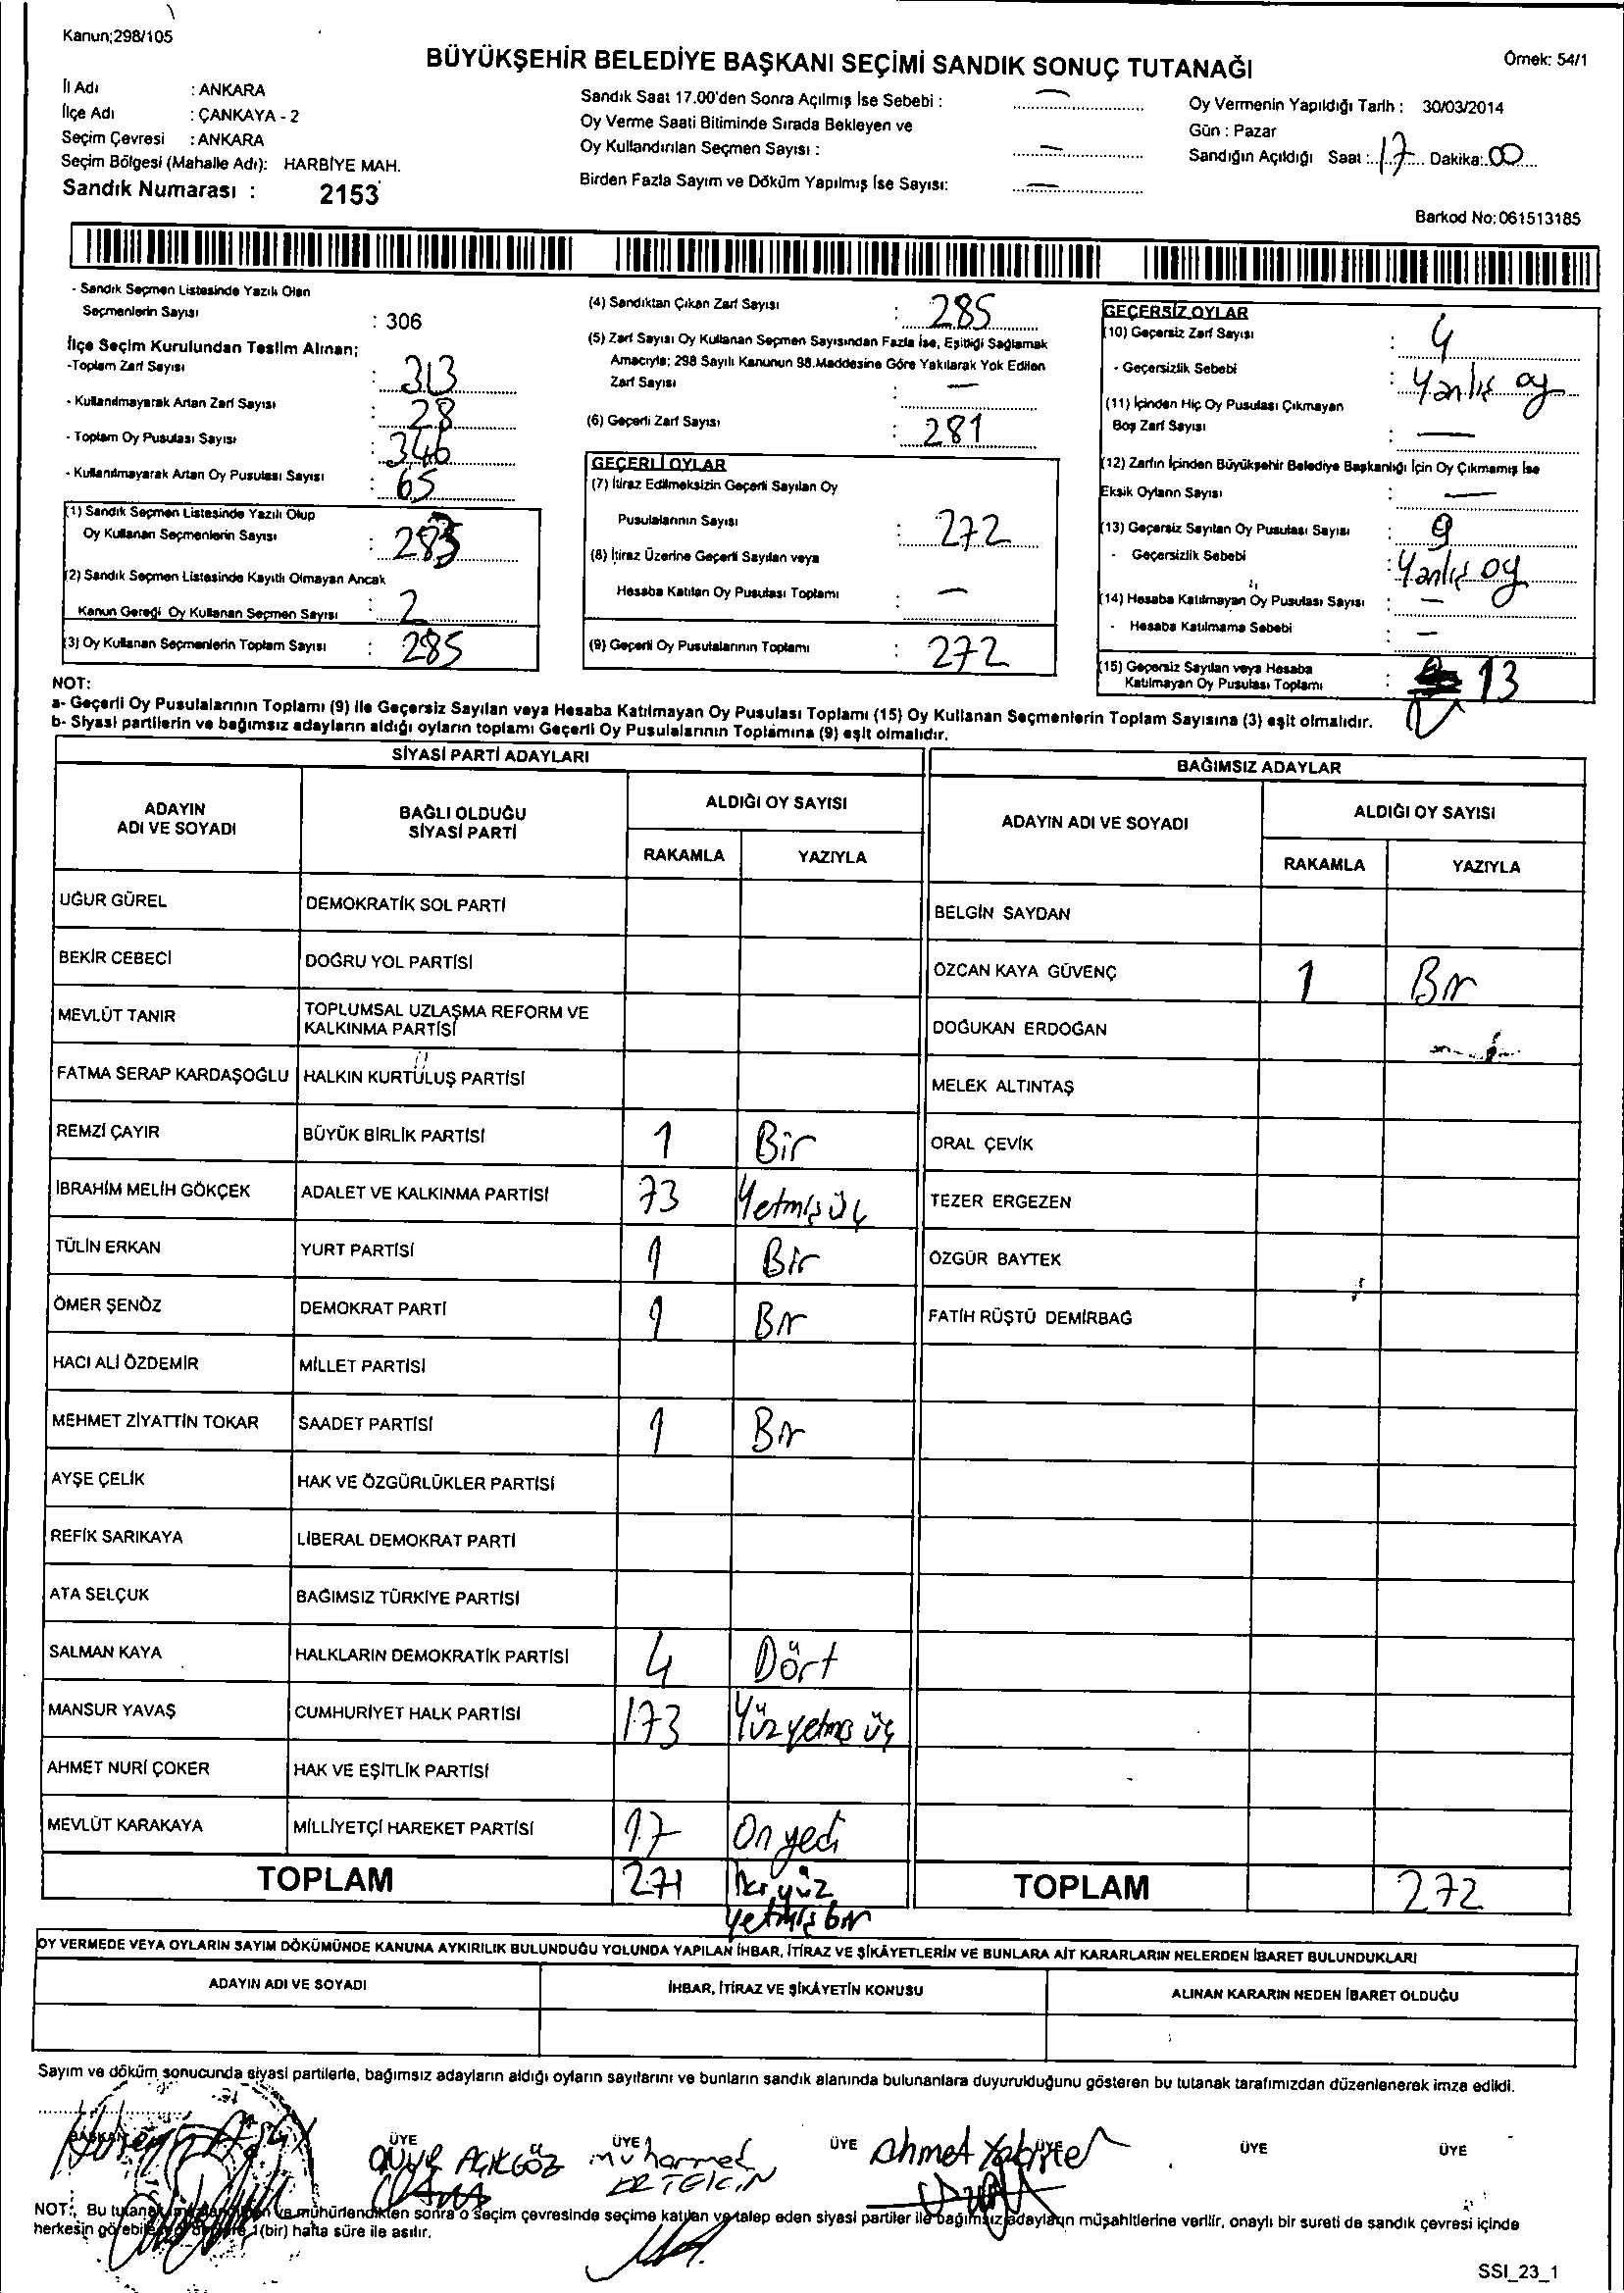 Kanun;298/105
BÜYÜKŞEHİR BELEDİYE BAŞKANI SEÇİMİ SANDIK SONUÇ TUTANAĞI
Örnek: 54/1
İl Adı : ANKARA
İlçe Adı : ÇANKAYA - 2
Seçim Çevresi : ANKARA
Seçim Bölgesi (Mahalle Adı): HARBİYE MAH.
Sandık Numarası : 2153
Sandık Saat 17.00'den Sonra Açılmış İse Sebebi : —
Oy Verme Saati Bitiminde Sırada Bekleyen ve
Oy Kullandırılan Seçmen Sayısı : —
Birden Fazla Sayım ve Döküm Yapılmış İse Sayısı: —
Oy Vermenin Yapıldığı Tarih : 30/03/2014
Gün : Pazar
Sandığın Açıldığı Saat : 17 Dakika: 00
Barkod No: 061513185
- Sandık Seçmen Listesinde Yazılı Olan
Seçmenlerin Sayısı : 306
İlçe Seçim Kurulundan Teslim Alınan;
-Toplam Zarf Sayısı : 313
- Kullanılmayarak Artan Zarf Sayısı : 28
- Toplam Oy Pusulası Sayısı : 346
- Kullanılmayarak Artan Oy Pusulası Sayısı : 65
(1) Sandık Seçmen Listesinde Yazılı Olup
Oy Kullanan Seçmenlerin Sayısı : 283
(2) Sandık Seçmen Listesinde Kayıtlı Olmayan Ancak
Kanun Gereği Oy Kullanan Seçmen Sayısı : 2
(3) Oy Kullanan Seçmenlerin Toplam Sayısı : 285
(4) Sandıktan Çıkan Zarf Sayısı : 285
(5) Zarf Sayısı Oy Kullanan Seçmen Sayısından Fazla İse, Eşitliği Sağlamak
Amacıyla; 298 Sayılı Kanunun 98.Maddesine Göre Yakılarak Yok Edilen
Zarf Sayısı : —
(6) Geçerli Zarf Sayısı : 281
GEÇERLİ OYLAR
(7) İtiraz Edilmeksizin Geçerli Sayılan Oy
Pusulalarının Sayısı : 272
(8) İtiraz Üzerine Geçerli Sayılan veya
Hesaba Katılan Oy Pusulası Toplamı : —
(9) Geçerli Oy Pusulalarının Toplamı : 272
GEÇERSİZ OYLAR
(10) Geçersiz Zarf Sayısı : 4
- Geçersizlik Sebebi : Yanlış oy
(11) İçinden Hiç Oy Pusulası Çıkmayan
Boş Zarf Sayısı : —
(12) Zarfın İçinden Büyükşehir Belediye Başkanlığı İçin Oy Çıkmamış İse
Eksik Oyların Sayısı : —
(13) Geçersiz Sayılan Oy Pusulası Sayısı : 9
- Geçersizlik Sebebi : Yanlış oy
(14) Hesaba Katılmayan Oy Pusulası Sayısı : —
- Hesaba Katılmama Sebebi : —
(15) Geçersiz Sayılan veya Hesaba
Katılmayan Oy Pusulası Toplamı : 13
NOT:
a- Geçerli Oy Pusulalarının Toplamı (9) ile Geçersiz Sayılan veya Hesaba Katılmayan Oy Pusulası Toplamı (15) Oy Kullanan Seçmenlerin Toplam Sayısına (3) eşit olmalıdır.
b- Siyasi partilerin ve bağımsız adayların aldığı oyların toplamı Geçerli Oy Pusulalarının Toplamına (9) eşit olmalıdır.
SİYASİ PARTİ ADAYLARI
ADAYIN ADI VE SOYADI
BAĞLI OLDUĞU SİYASİ PARTİ
ALDIĞI OY SAYISI
RAKAMLA YAZIYLA
UĞUR GÜREL DEMOKRATİK SOL PARTİ
BEKİR CEBECİ DOĞRU YOL PARTİSİ
MEVLÜT TANIR TOPLUMSAL UZLAŞMA REFORM VE
KALKINMA PARTİSİ
FATMA SERAP KARDAŞOĞLU HALKIN KURTULUŞ PARTİSİ
REMZİ ÇAYIR BÜYÜK BİRLİK PARTİSİ 1 Bir
İBRAHİM MELİH GÖKÇEK ADALET VE KALKINMA PARTİSİ 73 Yetmişüç
TÜLİN ERKAN YURT PARTİSİ 1 Bir
ÖMER ŞENÖZ DEMOKRAT PARTİ 1 Bir
HACI ALİ ÖZDEMİR MİLLET PARTİSİ
MEHMET ZİYATTİN TOKAR SAADET PARTİSİ 1 Bir
AYŞE ÇELİK HAK VE ÖZGÜRLÜKLER PARTİSİ
REFİK SARIKAYA LİBERAL DEMOKRAT PARTİ
ATA SELÇUK BAĞIMSIZ TÜRKİYE PARTİSİ
SALMAN KAYA HALKLARIN DEMOKRATİK PARTİSİ 4 Dört
MANSUR YAVAŞ CUMHURİYET HALK PARTİSİ 173 Yüzyetmiş üç
AHMET NURİ ÇOKER HAK VE EŞİTLİK PARTİSİ
MEVLÜT KARAKAYA MİLLİYETÇİ HAREKET PARTİSİ 17 Onyedi
TOPLAM 271 ikiyüz
yetmiş bir
BAĞIMSIZ ADAYLAR
ADAYIN ADI VE SOYADI
ALDIĞI OY SAYISI
RAKAMLA YAZIYLA
BELGİN SAYDAN
ÖZCAN KAYA GÜVENÇ 1 Bir
DOĞUKAN ERDOĞAN
MELEK ALTINTAŞ
ORAL ÇEVİK
TEZER ERGEZEN
ÖZGÜR BAYTEK
FATİH RÜŞTÜ DEMİRBAĞ
TOPLAM 272
OY VERMEDE VEYA OYLARIN SAYIM DÖKÜMÜNDE KANUNA AYKIRILIK BULUNDUĞU YOLUNDA YAPILAN İHBAR, İTİRAZ VE ŞİKÂYETLERİN VE BUNLARA AİT KARARLARIN NELERDEN İBARET BULUNDUKLARI
ADAYIN ADI VE SOYADI İHBAR, İTİRAZ VE ŞİKÂYETİN KONUSU ALINAN KARARIN NEDEN İBARET OLDUĞU
Sayım ve döküm sonucunda siyasi partilerle, bağımsız adayların aldığı oyların sayılarını ve bunların sandık alanında bulunanlara duyurulduğunu gösteren bu tutanak tarafımızdan düzenlenerek imza edildi.
BAŞKAN ÜYE ÜYE ÜYE ÜYE ÜYE ÜYE
AÇIKGÖZ Muharrem Ahmet
NOT: Bu tutanak ve mühürlendikten sonra o seçim çevresinde seçime katılan ve talep eden siyasi partiler ile bağımsız adayların müşahitlerine verilir, onaylı bir sureti de sandık çevresi içinde
herkesin 1(bir) hafta süre ile asılır.
SSI_23_1